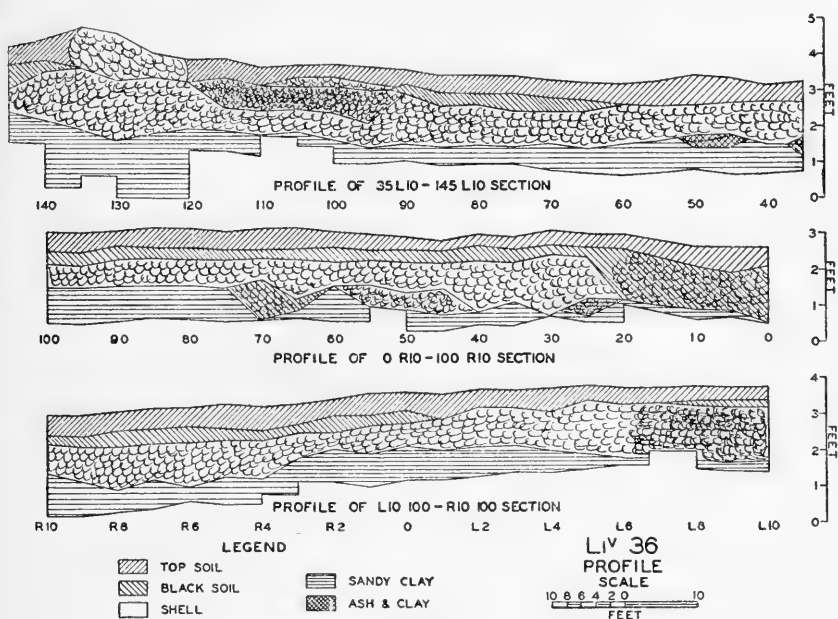 5
4
3
2
1
0
FEET
PROFILE OF 35L10-145 L10 SECTION
140 130 120 110 100 90 80 70 60 50 40
3
2
1
0
FEET
100 90 80 70 60 50 40 30 20 10 0
PROFILE OF O R10-100 R10 SECTION
4
3
2
1
0
FEET
PROFILE OF L10 100-R10 100 SECTION
R10 R8 R6 R4 R2 0 L2 L4 L6 L8 L10
LEGEND
TOP SOIL
BLACK SOIL
SHELL
SANDY CLAY
ASH & CLAY
LIV 36
PROFILE
SCALE
10 8 6 4 2 0 10
FEET